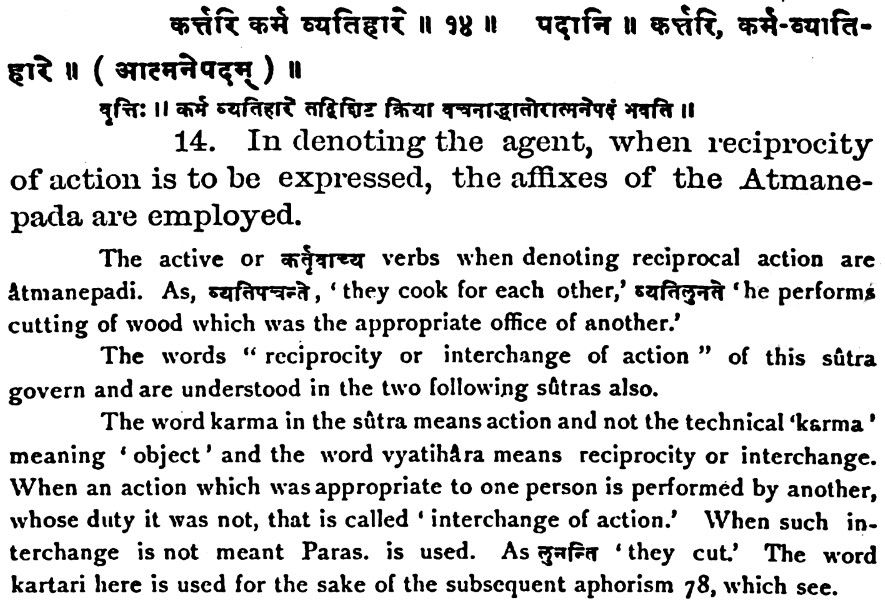 कर्त्तरि कर्म व्यतिहारे ॥ १४ ॥ पदानि ॥ कर्त्तरि, कर्म-व्याति-
हारे ॥ ( आत्मनेपदम् ) ॥
वृत्तिः ॥ कर्म व्यतिहारे तद्विशिष्ट क्रिया वचनाद्धातोरात्मनेपदं भवति ॥
14. In denoting the agent, when reciprocity
of action is to be expressed, the affixes of the Atmane-
pada are employed.
The active or कर्तृवाच्य verbs when denoting reciprocal action are
Âtmanepadi. As, व्यतिपचन्ते, ‘they cook for each other,’ व्यतिलुनते ‘he performs
cutting of wood which was the appropriate office of another.’
The words “reciprocity or interchange of action” of this sûtra
govern and are understood in the two following sûtras also.
The word karma in the sûtra means action and not the technical ‘karma’
meaning ‘object’ and the word vyatihâra means reciprocity or interchange.
When an action which was appropriate to one person is performed by another,
whose duty it was not, that is called ‘interchange of action.’ When such in-
terchange is not meant Paras. is used. As लुनन्ति ‘they cut.’ The word
kartari here is used for the sake of the subsequent aphorism 78, which see.